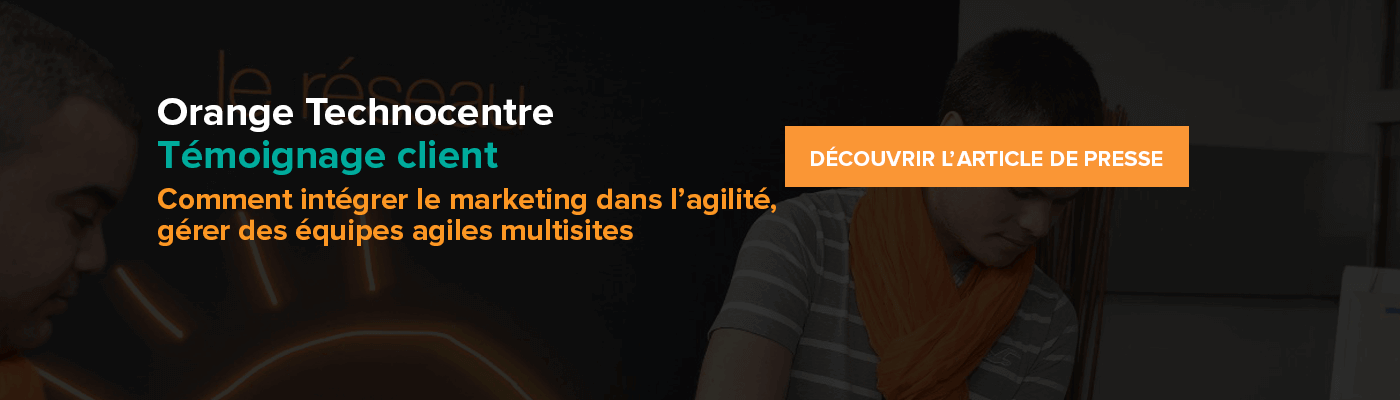 le réseau
Orange Technocentre
Témoignage client
Comment intégrer le marketing dans l’agilité,
gérer des équipes agiles multisites
DÉCOUVRIR L’ARTICLE DE PRESSE